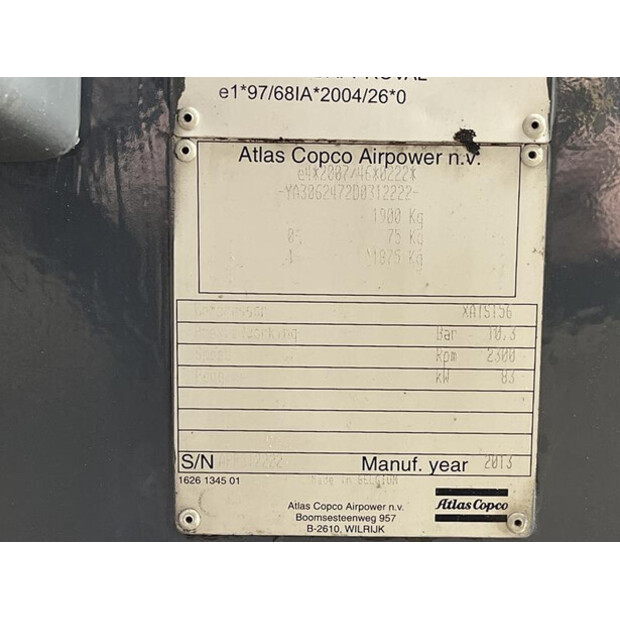 e1*97/68IA*2004/26*0
Atlas Copco Airpower n.v.
e4*2007/46*0222*
-YA3062472D0312222-
1900 Kg
75 Kg
1 1875 Kg
XATS156
Bar 10,3
Rpm 2300
kW 83
S/N Manuf. year 2013
1626 1345 01 Made in BELGIUM
Atlas Copco Airpower n.v.
Boomsesteenweg 957
B-2610, WILRIJK
Atlas Copco